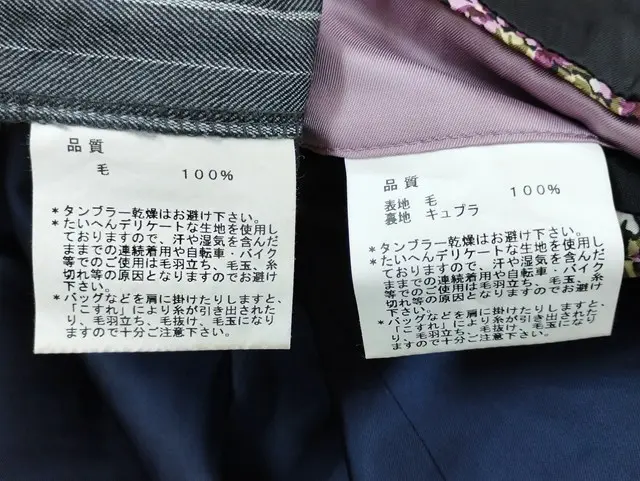 品質
毛　100%
*タンブラー乾燥はお避け下さい。
*たいへんデリケートな生地を使用し
ておりますので、汗や湿気を含んだ
ままでの連続着用や自転車・バイク
等でのご使用は毛羽立ち、毛玉、糸
切れ等の原因となりますのでお避け
下さい。
*バッグなどを肩に掛けたりしますと、
「こすれ」により糸が引き出された
り、毛羽立ち、毛抜け、毛玉になり
ますので十分ご注意下さい。
品質
表地　毛　100%
裏地　キュプラ
*タンブラー乾燥はお避け下さい。
*たいへんデリケートな生地を使用し
ておりますので、汗や湿気を含んだ
ままでの連続着用や自転車・バイク
等でのご使用は毛羽立ち、毛玉、糸
切れ等の原因となりますのでお避け
下さい。
*バッグなどを肩に掛けたりしますと、
「こすれ」により糸が引き出された
り、毛羽立ち、毛抜け、毛玉になり
ますので十分ご注意下さい。